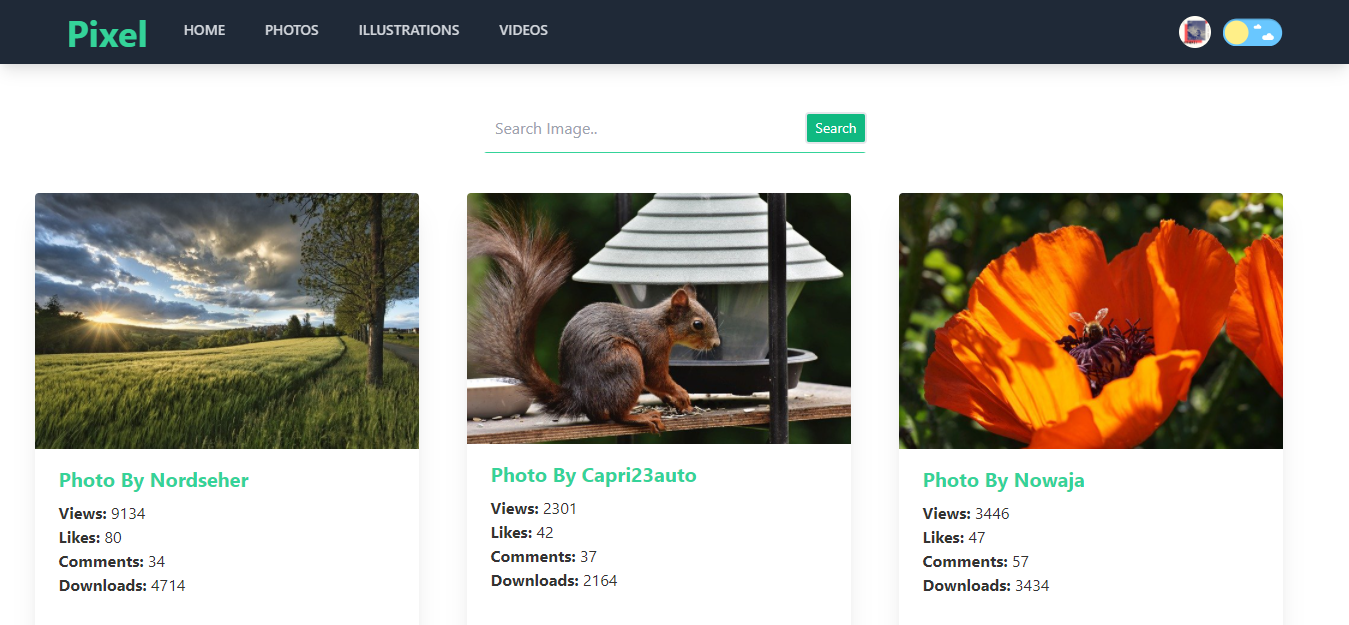 Pixel HOME PHOTOS ILLUSTRATIONS VIDEOS
Search Image.. Search
Photo By Nordseher
Views: 9134
Likes: 80
Comments: 34
Downloads: 4714
Photo By Capri23auto
Views: 2301
Likes: 42
Comments: 37
Downloads: 2164
Photo By Nowaja
Views: 3446
Likes: 47
Comments: 57
Downloads: 3434